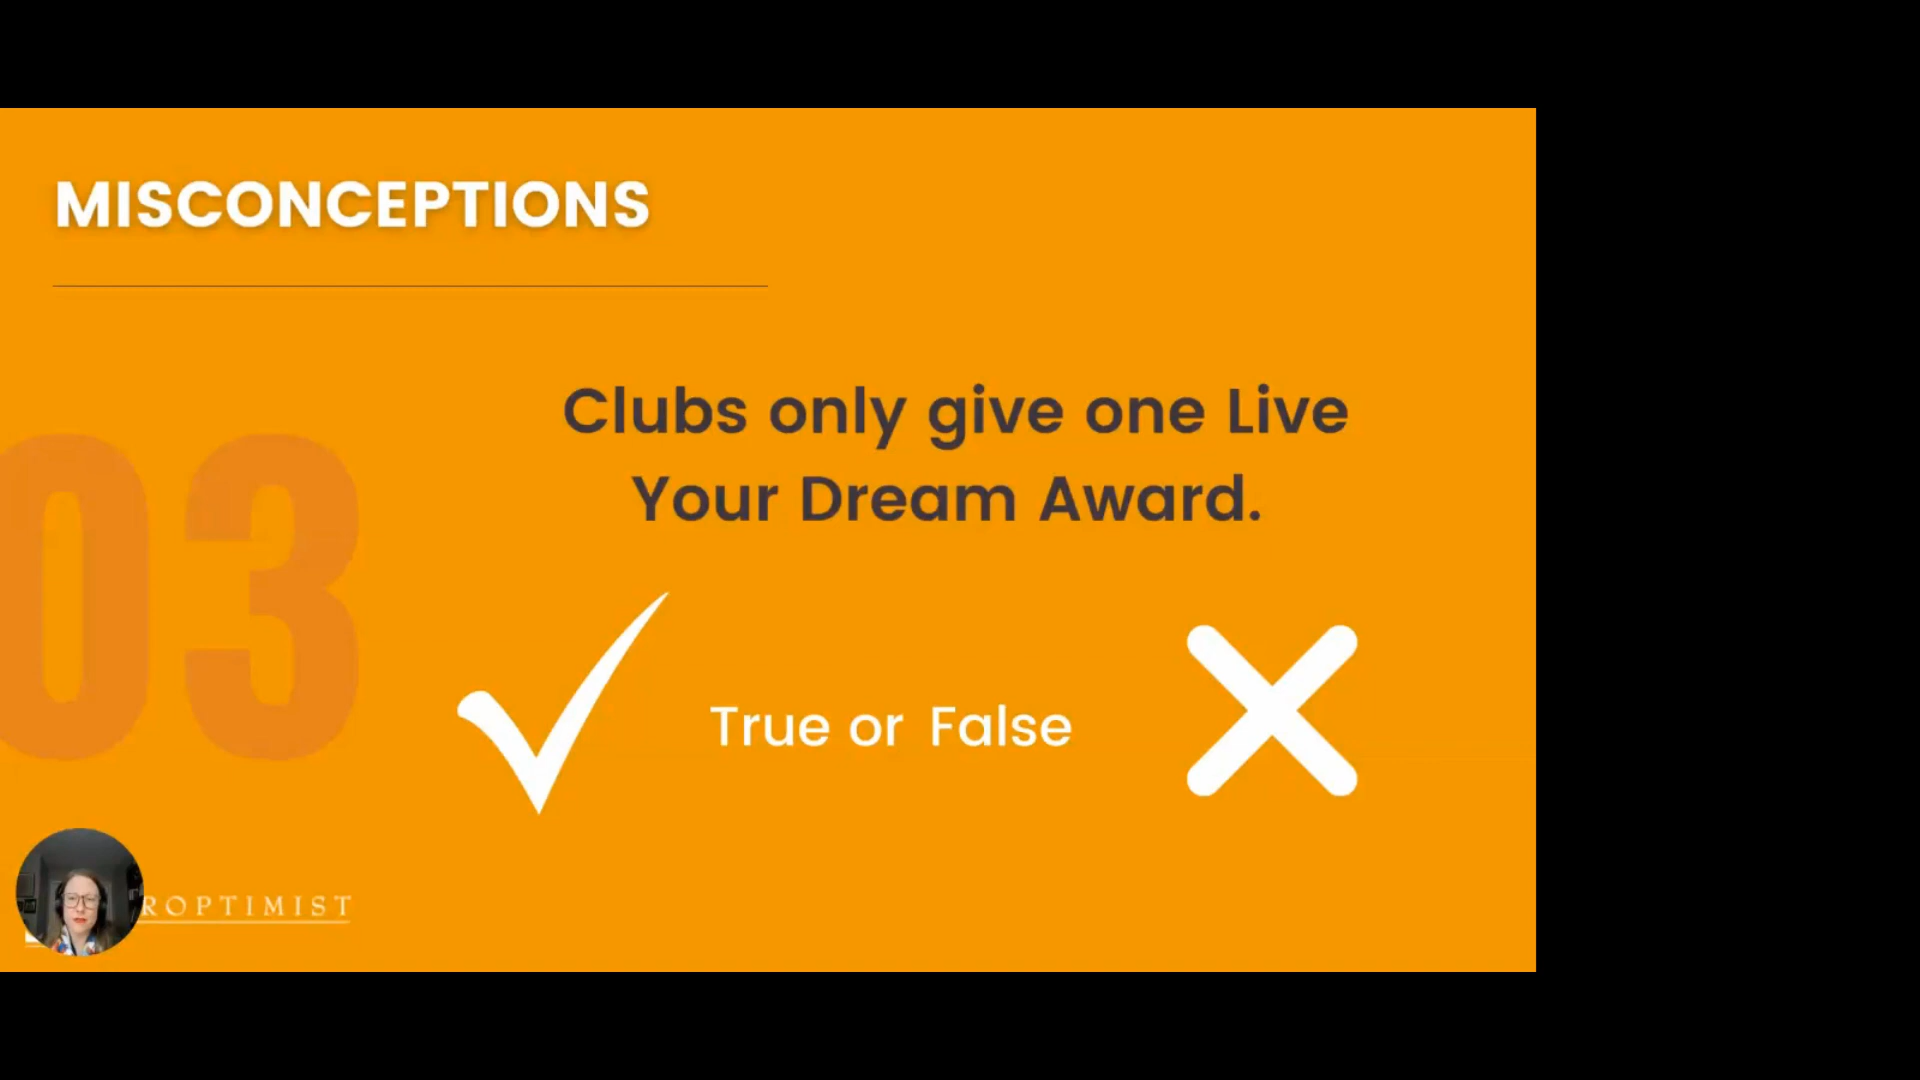 MISCONCEPTIONS
Clubs only give one Live
Your Dream Award.
03
True or False
ROPTIMIST